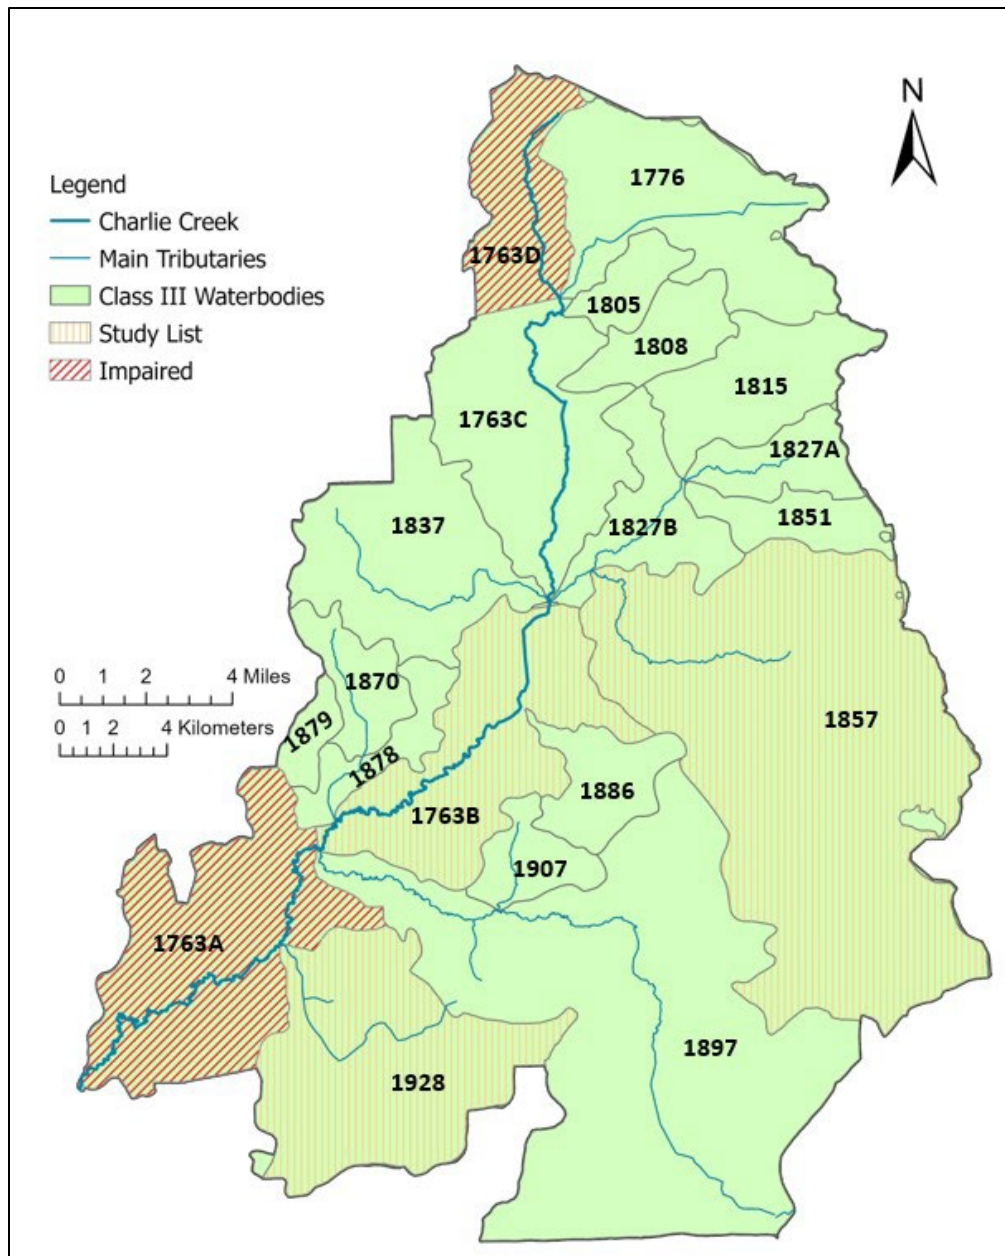 N
Legend
Charlie Creek
Main Tributaries
Class III Waterbodies
Study List
Impaired
1776
1763D
1805
1808
1815
1763C
1827A
1837
1827B
1851
0 1 2 4 Miles
0 1 2 4 Kilometers
1870
1879
1878
1857
1886
1763B
1907
1763A
1897
1928